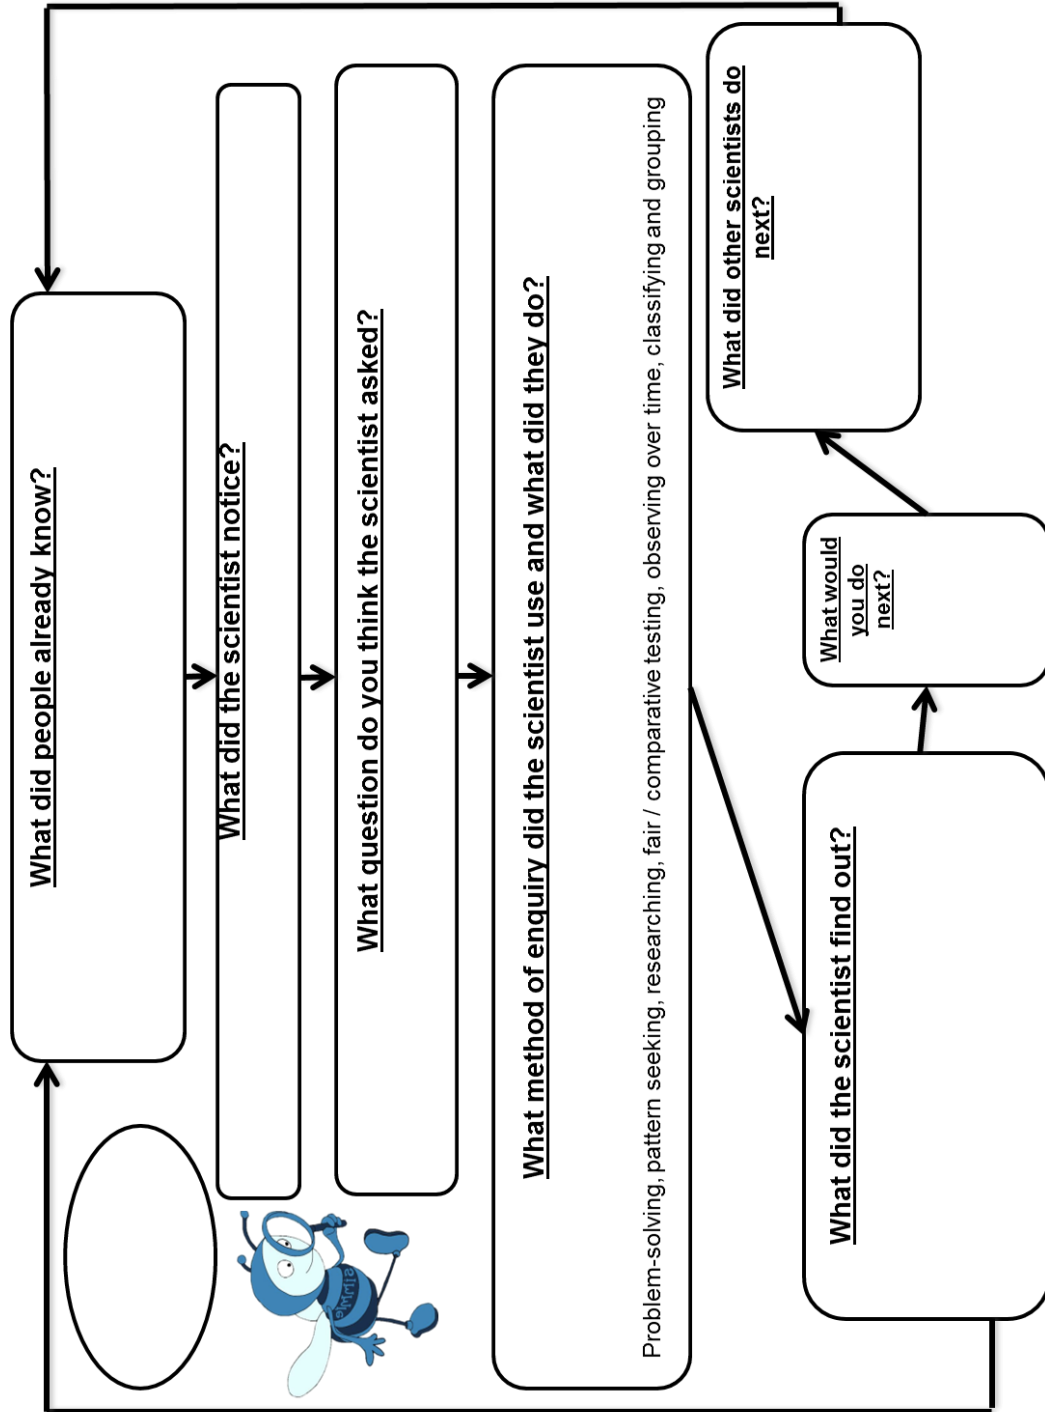 What did people already know?
What did the scientist notice?
What question do you think the scientist asked?
What method of enquiry did the scientist use and what did they do?
Problem-solving, pattern seeking, researching, fair / comparative testing, observing over time, classifying and grouping
What did the scientist find out?
What would
you do
next?
What did other scientists do
next?